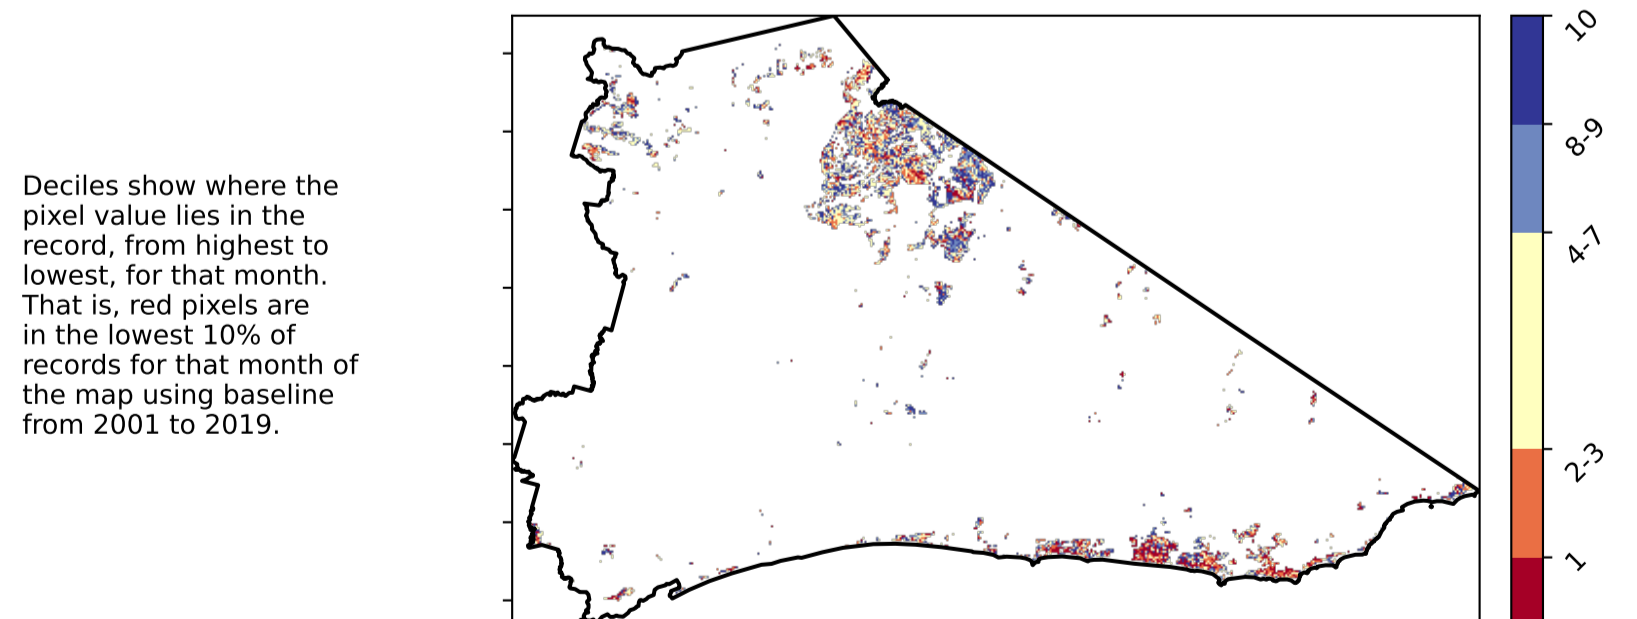 Deciles show where the
pixel value lies in the
record, from highest to
lowest, for that month.
That is, red pixels are
in the lowest 10% of
records for that month of
the map using baseline
from 2001 to 2019.
10
8-9
4-7
2-3
1